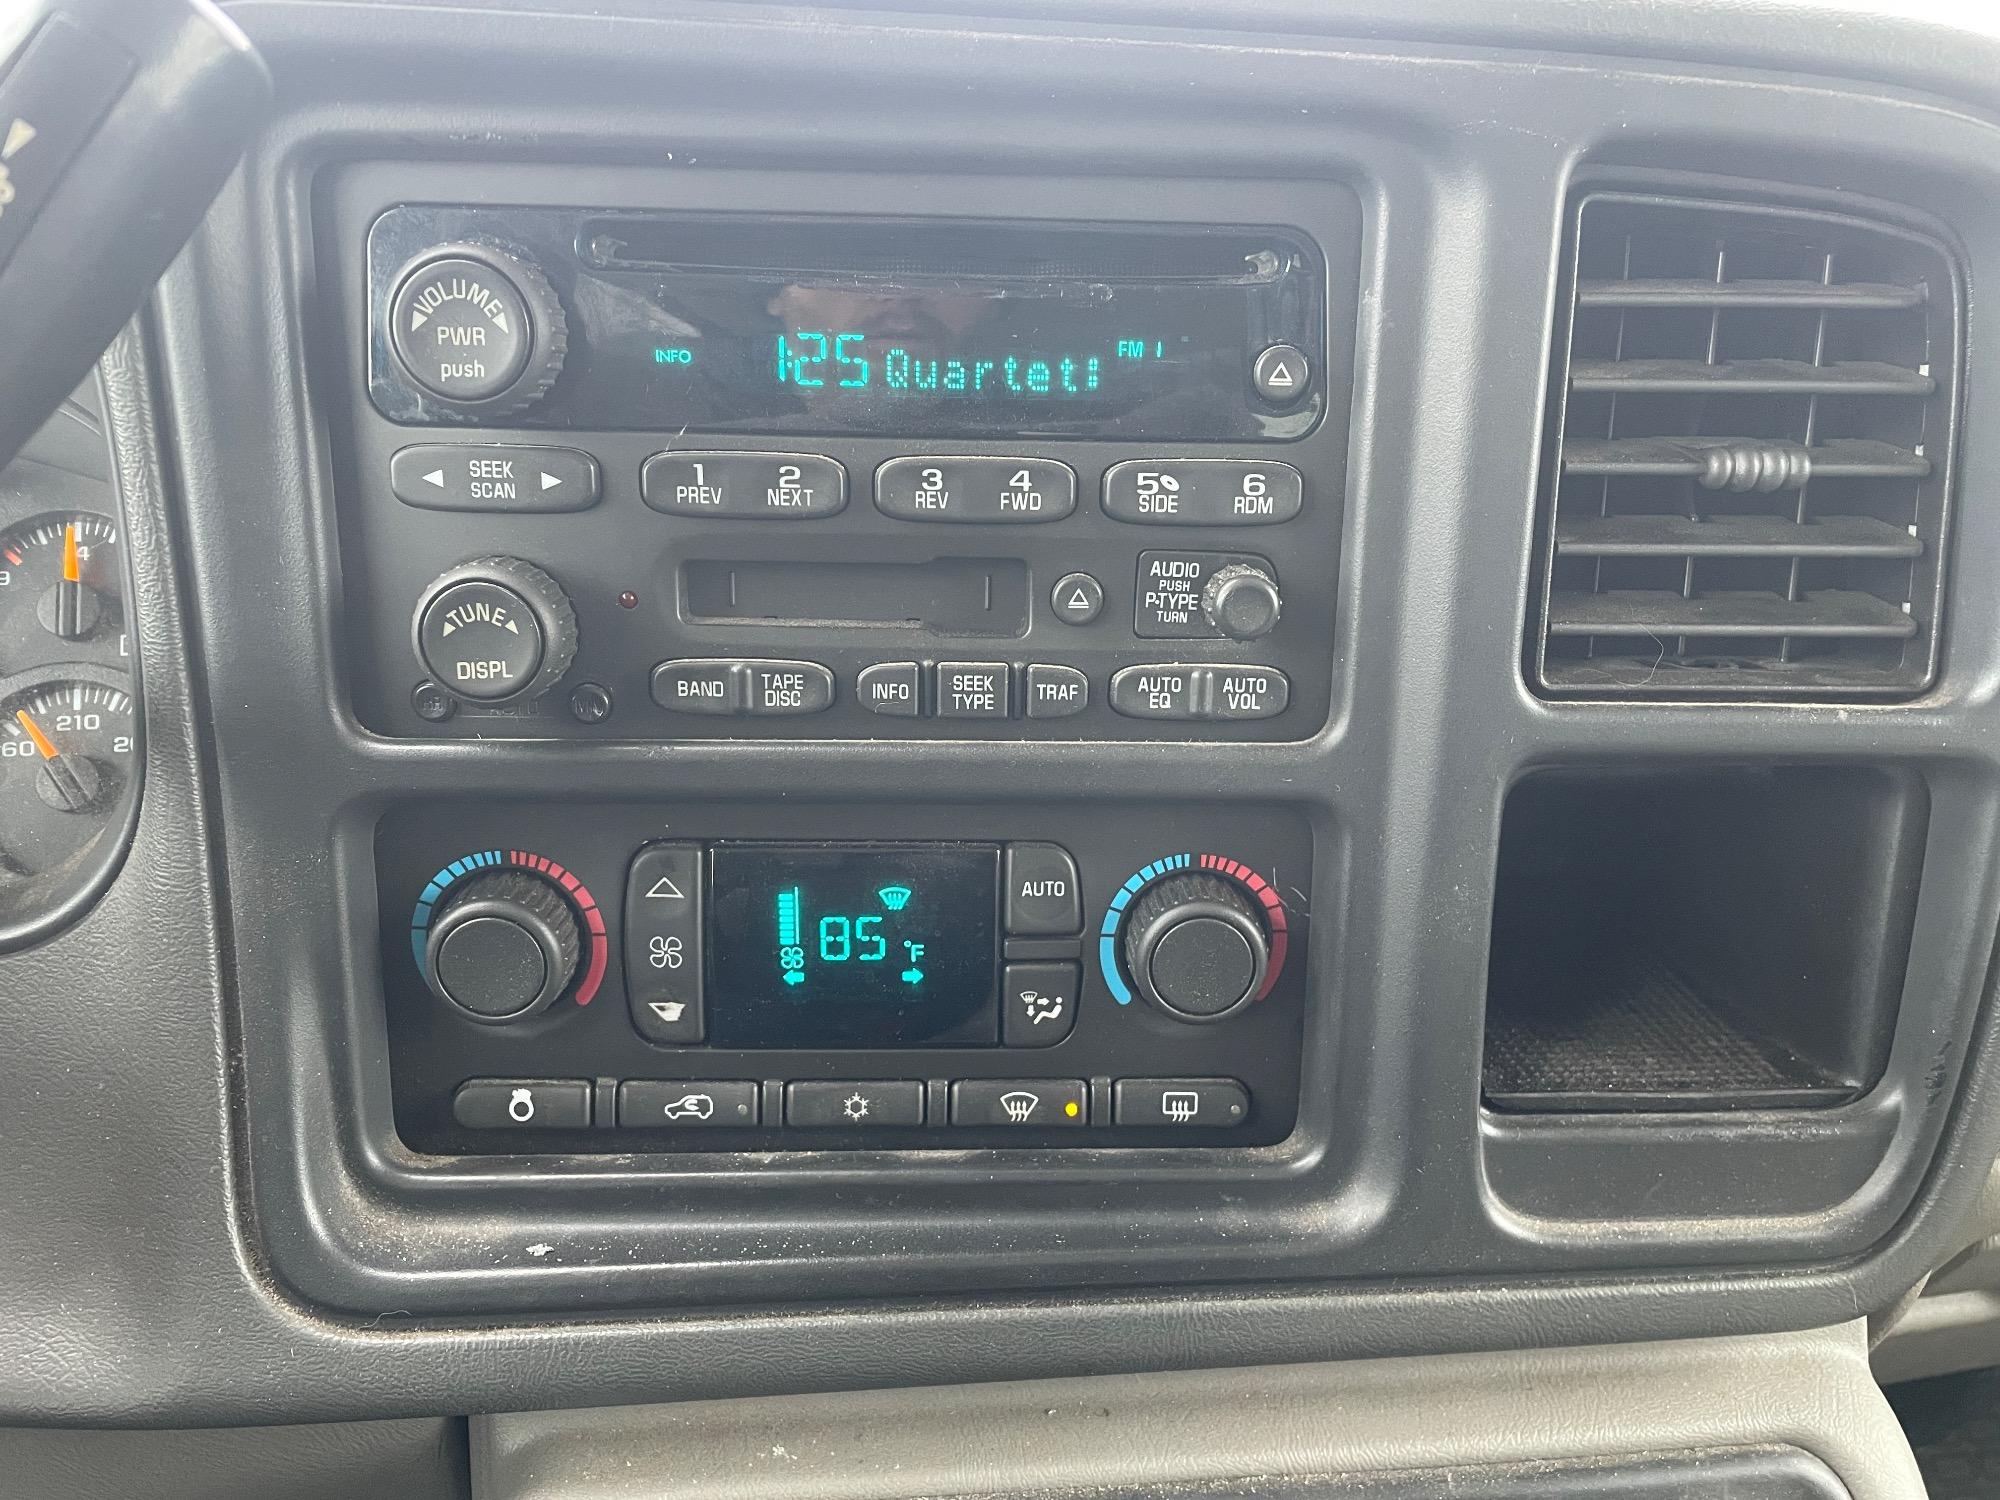 VOLUME
PWR
push
INFO
1:25 Quartet
FM 1
SEEK
SCAN
1
PREV
2
NEXT
3
REV
4
FWD
5
SIDE
6
RDM
TUNE
DISPL
AUDIO
PUSH
P-TYPE
TURN
BAND
TAPE
DISC
INFO
SEEK
TYPE
TRAF
AUTO
EQ
AUTO
VOL
4
210
AUTO
85 °F